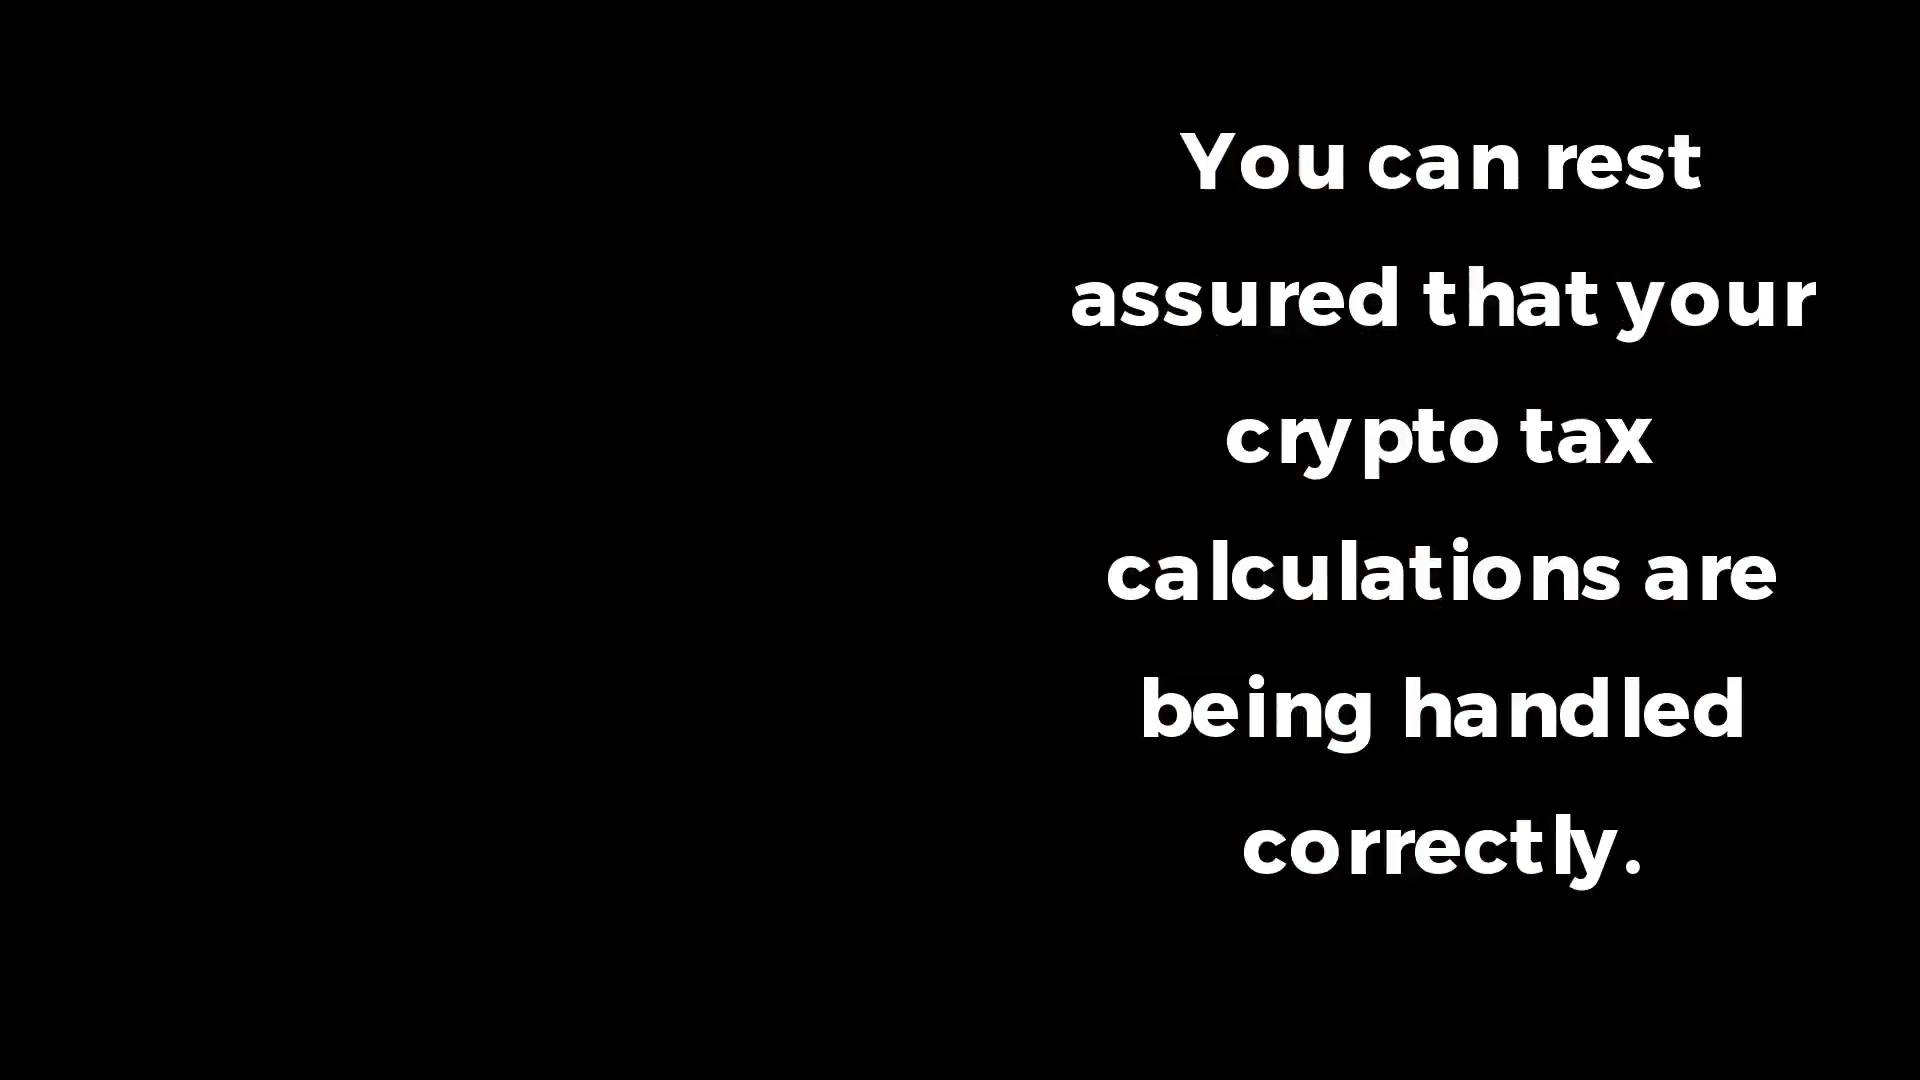 You can rest
assured that your
crypto tax
calculations are
being handled
correctly.